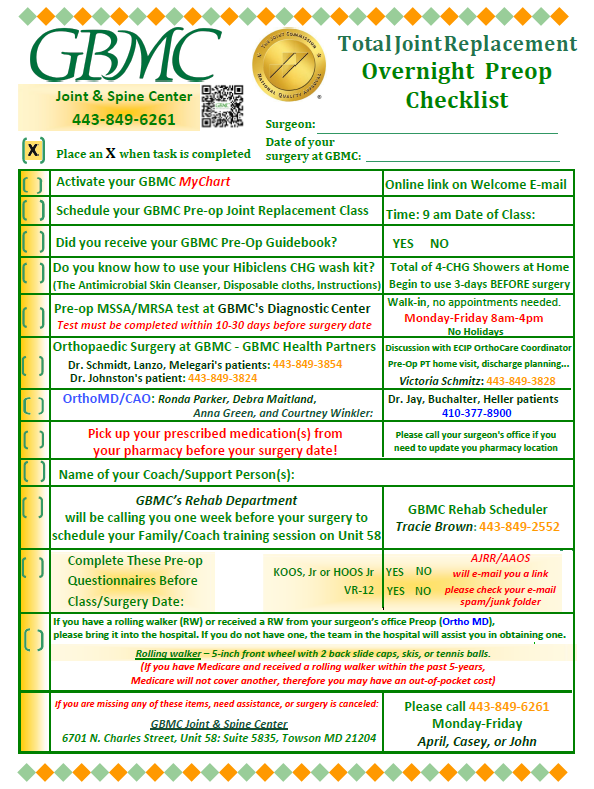 GBMC
Joint & Spine Center
443-849-6261
GBMC
THE JOINT COMMISSION
NATIONAL QUALITY APPROVAL
®
Total Joint Replacement
Overnight Preop
Checklist
Surgeon:
Date of your
surgery at GBMC:
[X] Place an X when task is completed
[ ] Activate your GBMC MyChart
Online link on Welcome E-mail
[ ] Schedule your GBMC Pre-op Joint Replacement Class
Time: 9 am Date of Class:
[ ] Did you receive your GBMC Pre-Op Guidebook?
YES NO
[ ] Do you know how to use your Hibiclens CHG wash kit?
(The Antimicrobial Skin Cleanser, Disposable cloths, Instructions)
Total of 4-CHG Showers at Home
Begin to use 3-days BEFORE surgery
[ ] Pre-op MSSA/MRSA test at GBMC's Diagnostic Center
Test must be completed within 10-30 days before surgery date
Walk-in, no appointments needed.
Monday-Friday 8am-4pm
No Holidays
[ ] Orthopaedic Surgery at GBMC - GBMC Health Partners
Dr. Schmidt, Lanzo, Melegari's patients: 443-849-3854
Dr. Johnston's patient: 443-849-3824
Discussion with ECIP OrthoCare Coordinator
Pre-Op PT home visit, discharge planning...
Victoria Schmitz: 443-849-3828
[ ] OrthoMD/CAO: Ronda Parker, Debra Maitland,
Anna Green, and Courtney Winkler:
Dr. Jay, Buchalter, Heller patients
410-377-8900
[ ] Pick up your prescribed medication(s) from
your pharmacy before your surgery date!
Please call your surgeon's office if you
need to update you pharmacy location
[ ] Name of your Coach/Support Person(s):
[ ] GBMC's Rehab Department
will be calling you one week before your surgery to
schedule your Family/Coach training session on Unit 58
GBMC Rehab Scheduler
Tracie Brown: 443-849-2552
[ ] Complete These Pre-op
Questionnaires Before
Class/Surgery Date:
KOOS, Jr or HOOS Jr YES NO
VR-12 YES NO
AJRR/AAOS
will e-mail you a link
please check your e-mail
spam/junk folder
[ ] If you have a rolling walker (RW) or received a RW from your surgeon's office Preop (Ortho MD),
please bring it into the hospital. If you do not have one, the team in the hospital will assist you in obtaining one.
Rolling walker – 5-inch front wheel with 2 back slide caps, skis, or tennis balls.
(If you have Medicare and received a rolling walker within the past 5-years,
Medicare will not cover another, therefore you may have an out-of-pocket cost)
If you are missing any of these items, need assistance, or surgery is canceled:
GBMC Joint & Spine Center
6701 N. Charles Street, Unit 58: Suite 5835, Towson MD 21204
Please call 443-849-6261
Monday-Friday
April, Casey, or John